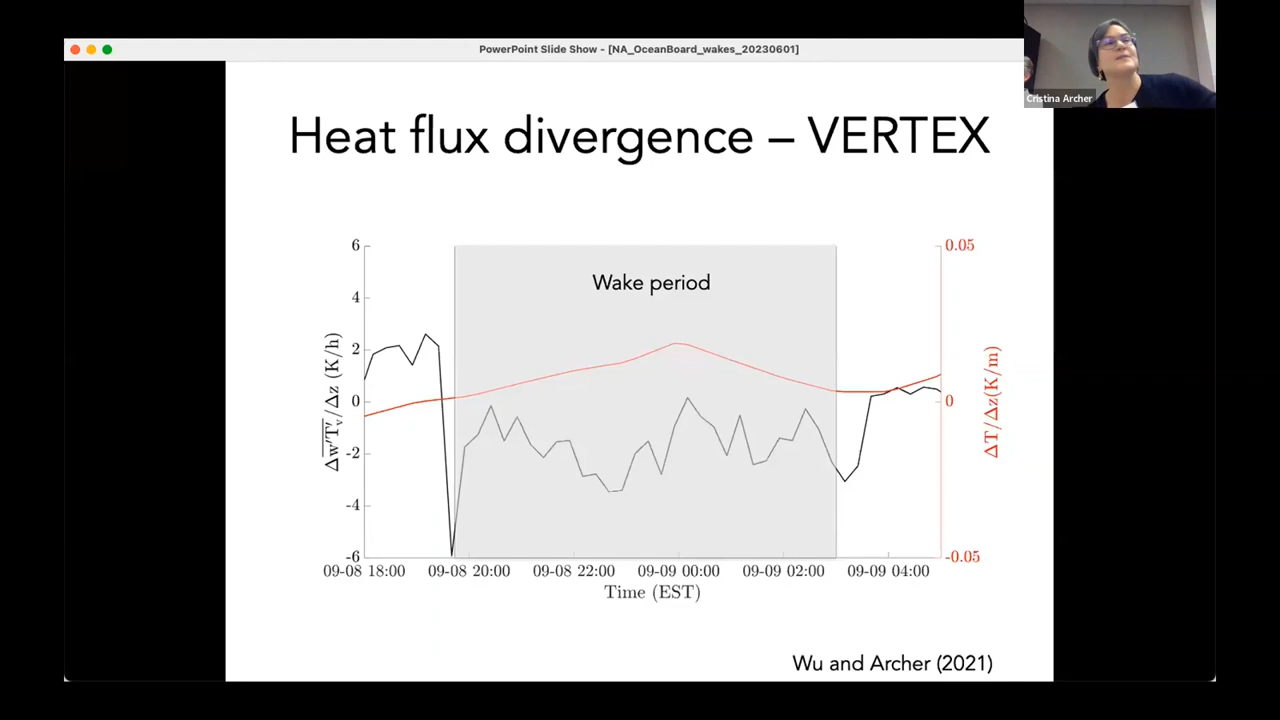 PowerPoint Slide Show - [NA_OceanBoard_wakes_20230601]
Cristina Archer
Heat flux divergence – VERTEX
Wake period
6
4
2
0
-2
-4
-6
Δw′T′ᵥ/Δz (K/h)
0.05
0
-0.05
ΔT/Δz(K/m)
09-08 18:00 09-08 20:00 09-08 22:00 09-09 00:00 09-09 02:00 09-09 04:00
Time (EST)
Wu and Archer (2021)